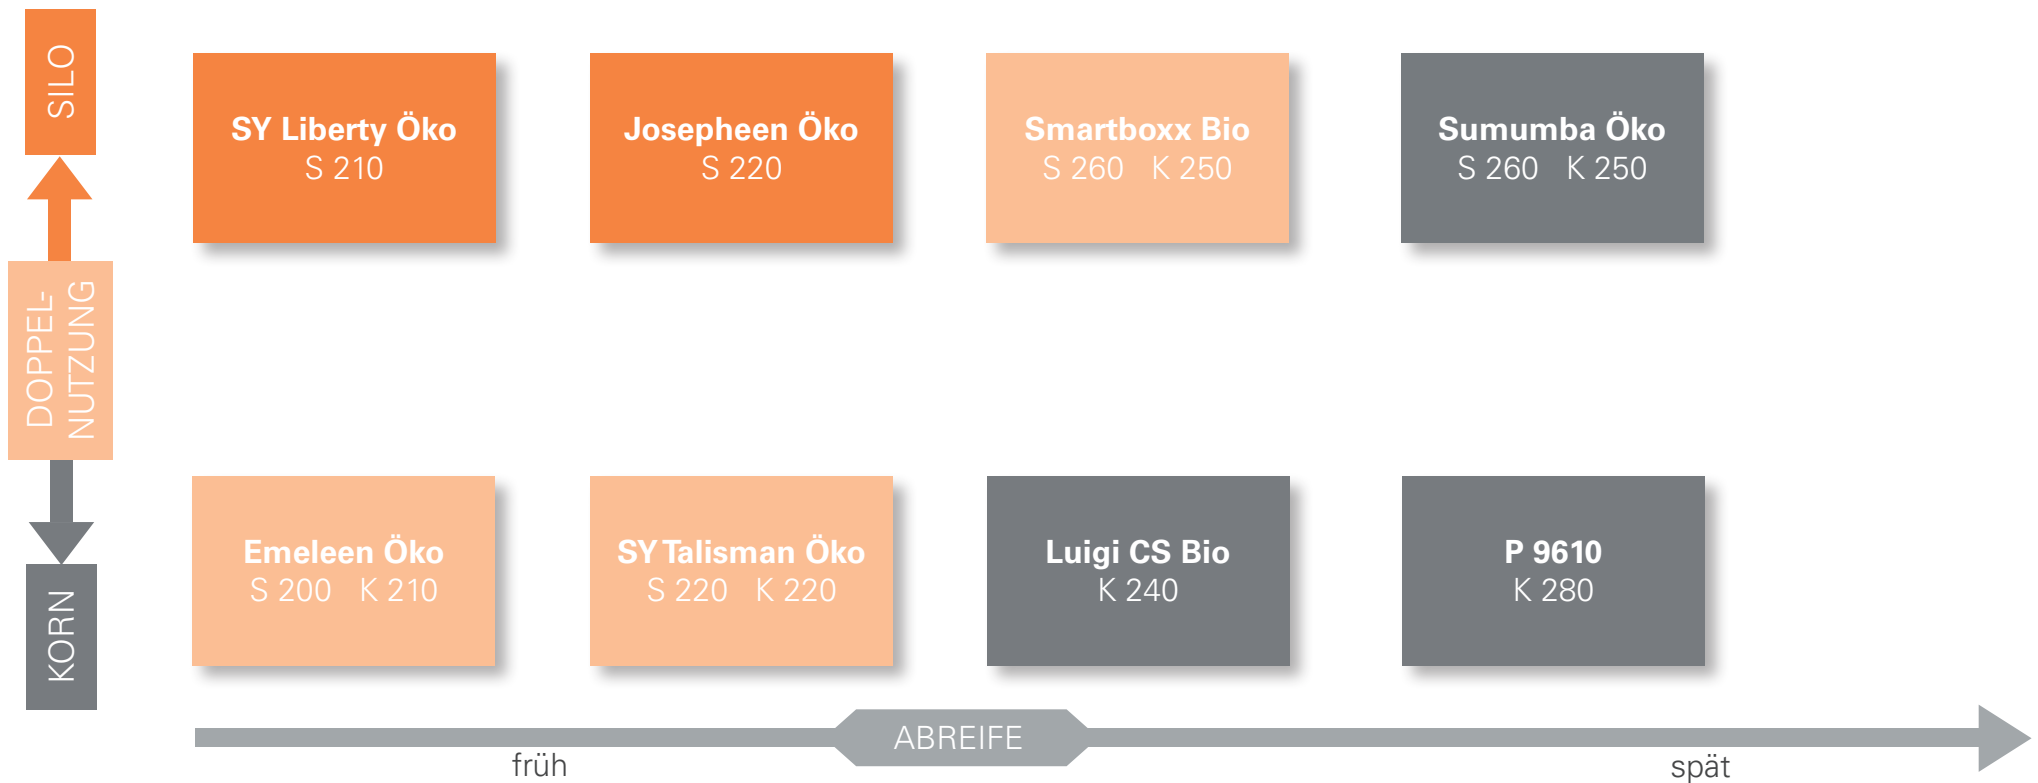 SILO
DOPPEL-
NUTZUNG
KORN
SY Liberty Öko
S 210
Josepheen Öko
S 220
Smartboxx Bio
S 260 K 250
Sumumba Öko
S 260 K 250
Emeleen Öko
S 200 K 210
SY Talisman Öko
S 220 K 220
Luigi CS Bio
K 240
P 9610
K 280
ABREIFE
früh
spät